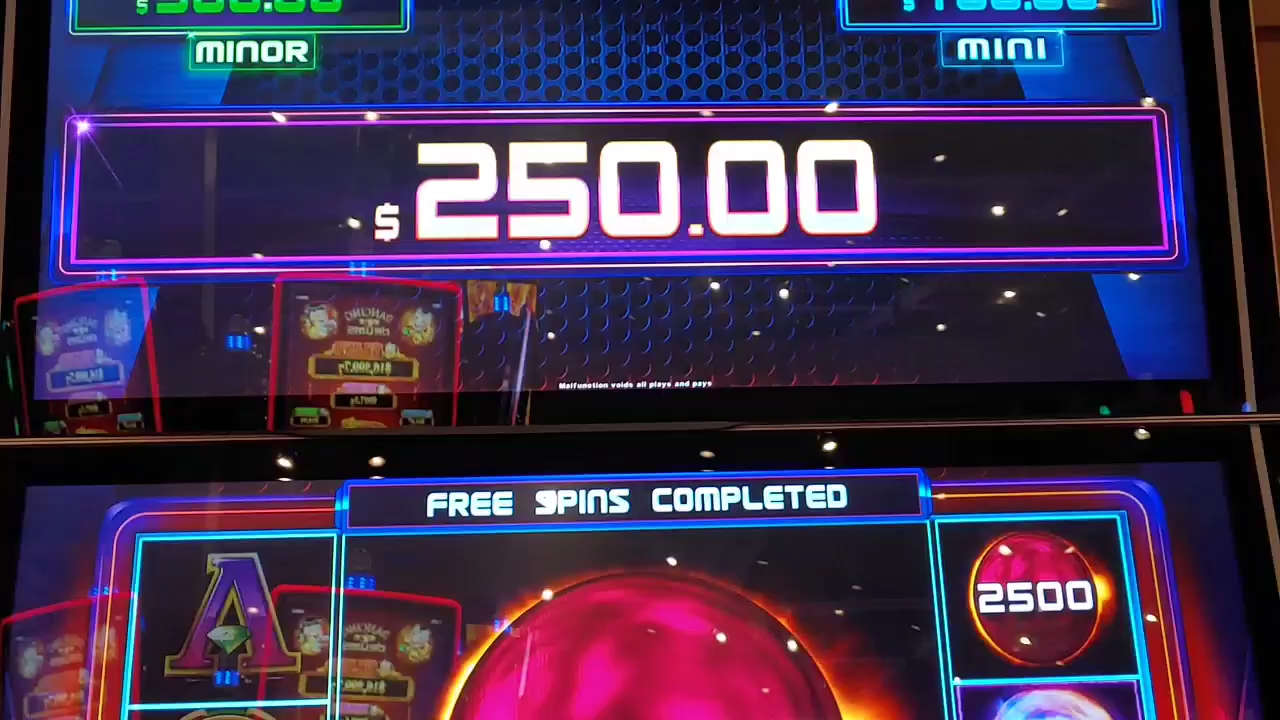 MINOR
MINI
$250.00
Malfunction voids all plays and pays
FREE SPINS COMPLETED
A
2500